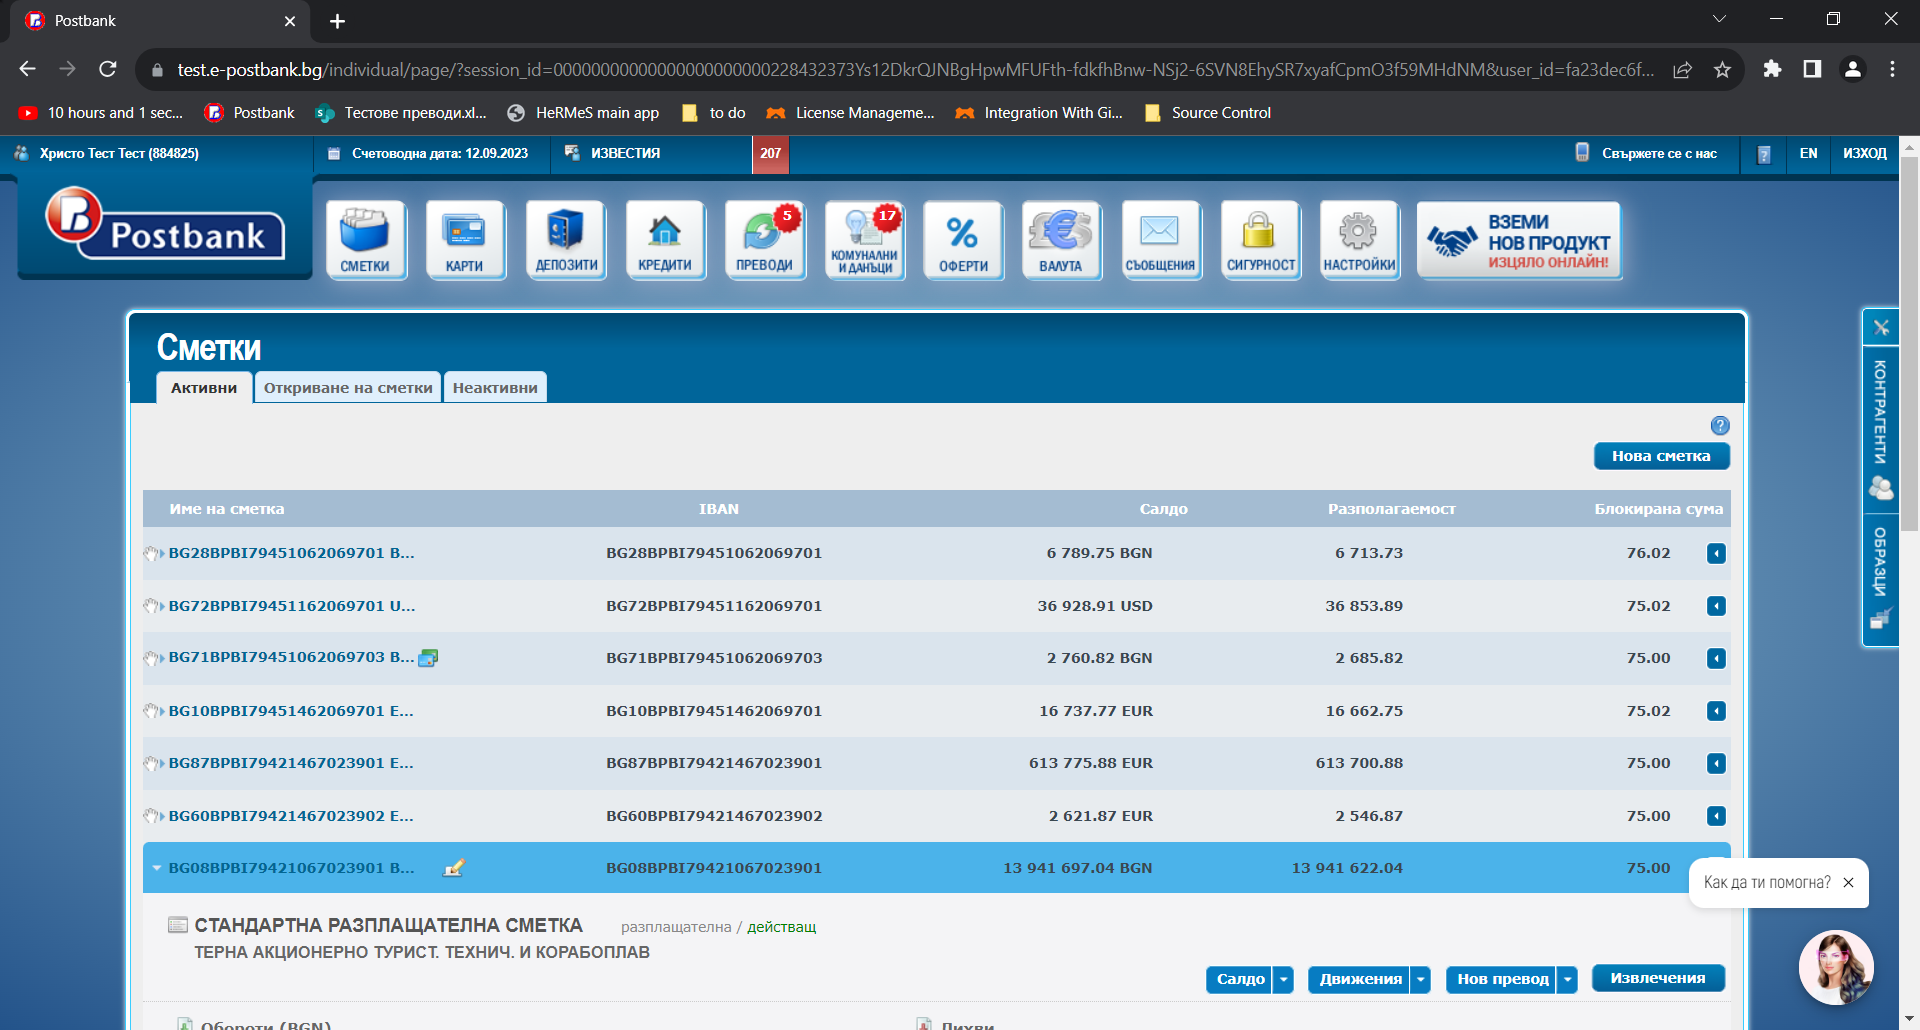 Postbank
test.e-postbank.bg/individual/page/?session_id=00000000000000000000000228432373Ys12DkrQJNBgHpwMFUFth-fdkfhBnw-NSj2-6SVN8EhySR7xyafCpmO3f59MHdNM&user_id=fa23dec6f...
10 hours and 1 sec... Postbank Тестове преводи.xl... HeRMeS main app to do License Manageme... Integration With Gi... Source Control
Христо Тест Тест (884825) Счетоводна дата: 12.09.2023 ИЗВЕСТИЯ 207 Свържете се с нас EN ИЗХОД
Postbank
СМЕТКИ
КАРТИ
ДЕПОЗИТИ
КРЕДИТИ
5
ПРЕВОДИ
17
КОМУНАЛНИ
И ДАНЪЦИ
%
ОФЕРТИ
ВАЛУТА
СЪОБЩЕНИЯ
СИГУРНОСТ
НАСТРОЙКИ
ВЗЕМИ
НОВ ПРОДУКТ
ИЗЦЯЛО ОНЛАЙН!
Сметки
Активни Откриване на сметки Неактивни
?
Нова сметка
Име на сметка IBAN Салдо Разполагаемост Блокирана сума
BG28BPBI79451062069701 B... BG28BPBI79451062069701 6 789.75 BGN 6 713.73 76.02
BG72BPBI79451162069701 U... BG72BPBI79451162069701 36 928.91 USD 36 853.89 75.02
BG71BPBI79451062069703 B... BG71BPBI79451062069703 2 760.82 BGN 2 685.82 75.00
BG10BPBI79451462069701 E... BG10BPBI79451462069701 16 737.77 EUR 16 662.75 75.02
BG87BPBI79421467023901 E... BG87BPBI79421467023901 613 775.88 EUR 613 700.88 75.00
BG60BPBI79421467023902 E... BG60BPBI79421467023902 2 621.87 EUR 2 546.87 75.00
BG08BPBI79421067023901 B... BG08BPBI79421067023901 13 941 697.04 BGN 13 941 622.04 75.00
СТАНДАРТНА РАЗПЛАЩАТЕЛНА СМЕТКА разплащателна / действащ
ТЕРНА АКЦИОНЕРНО ТУРИСТ. ТЕХНИЧ. И КОРАБОПЛАВ
Салдо Движения Нов превод Извлечения
Обороти (BGN) Лихви
КОНТРАГЕНТИ
ОБРАЗЦИ
Как да ти помогна?